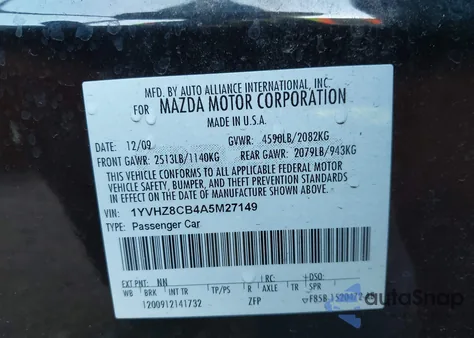 MFD. BY AUTO ALLIANCE INTERNATIONAL, INC.
FOR MAZDA MOTOR CORPORATION
MADE IN U.S.A.
12/09 GVWR: 4590LB/2082KG
FRONT GAWR: 2513LB/1140KG REAR GAWR: 2079LB/943KG
THIS VEHICLE CONFORMS TO ALL APPLICABLE FEDERAL MOTOR
VEHICLE SAFETY, BUMPER, AND THEFT PREVENTION
STANDARDS IN EFFECT ON THE DATE OF
MANUFACTURE SHOWN ABOVE.
VIN: 1YVHZ8CB4A5M27149
TYPE: Passenger Car
EXT PNT: NN RC: DSO:
WB BRK INT TR TP/PS R AXLE TR SPR
1200912141732 ZFP
autoSnap